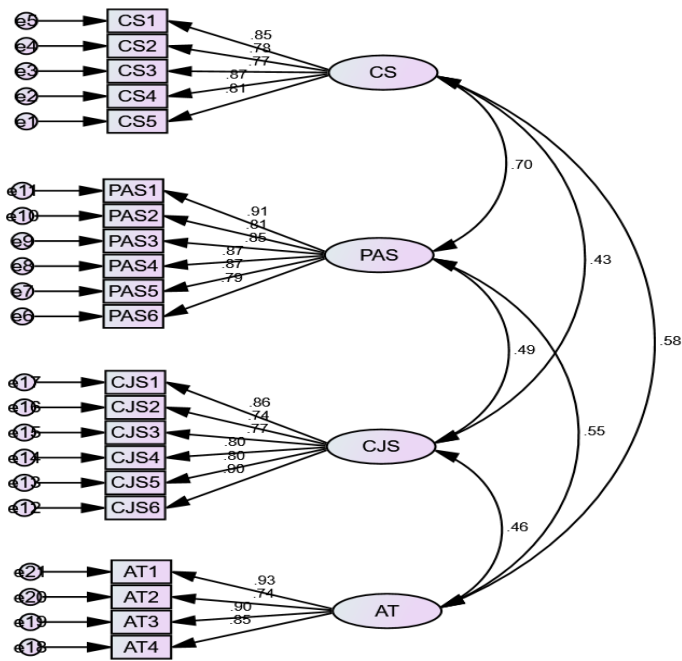 e5 CS1
.85
e4 CS2
.78
e3 CS3
.77
CS
e2 CS4
.87
e1 CS5
.81
.70
e11 PAS1
.91
e10 PAS2
.81
e9 PAS3
.85
PAS
e8 PAS4
.87
e7 PAS5
.87
e6 PAS6
.79
.43
.58
.49
e17 CJS1
.86
e16 CJS2
.74
e15 CJS3
.77
.55
CJS
e14 CJS4
.80
e13 CJS5
.80
e12 CJS6
.90
.46
e21 AT1
.93
e20 AT2
.74
AT
e19 AT3
.90
e18 AT4
.85